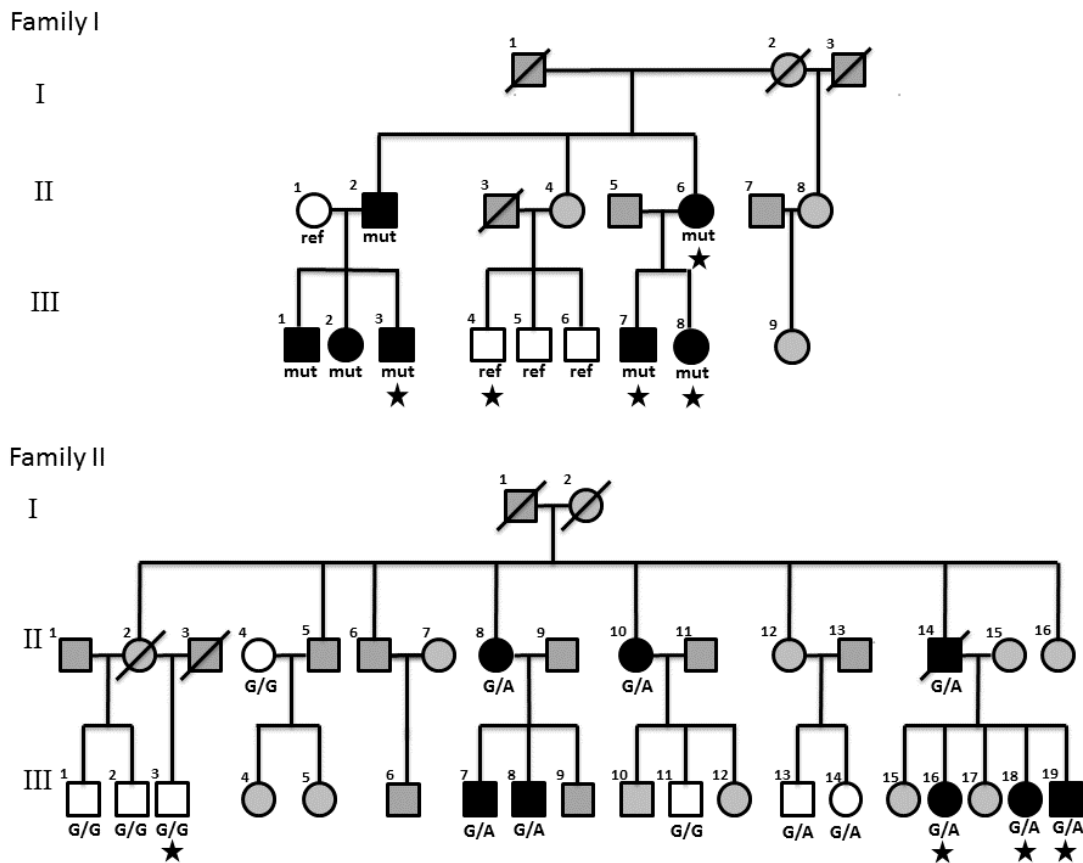 Family I
1 2 3
I
II
1 2 3 4 5 6 7 8
ref mut mut
III
1 2 3 4 5 6 7 8 9
mut mut mut ref ref ref mut mut
Family II
I
1 2
II
1 2 3 4 5 6 7 8 9 10 11 12 13 14 15 16
G/G G/A G/A G/A
III
1 2 3 4 5 6 7 8 9 10 11 12 13 14 15 16 17 18 19
G/G G/G G/G G/A G/A G/G G/A G/A G/A G/A G/A